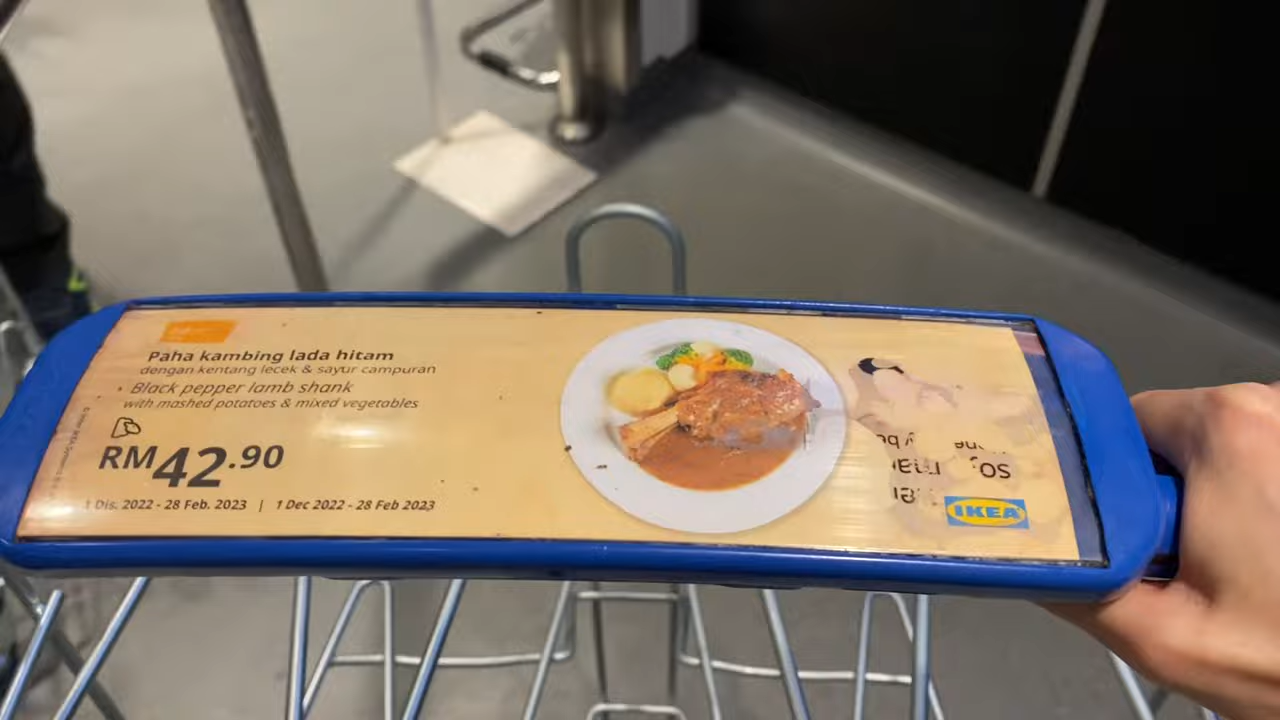 Paha kambing lada hitam
dengan kentang lecek & sayur campuran
Black pepper lamb shank
with mashed potatoes & mixed vegetables
RM42.90
1 Dis. 2022 - 28 Feb. 2023 | 1 Dec 2022 - 28 Feb 2023
IKEA